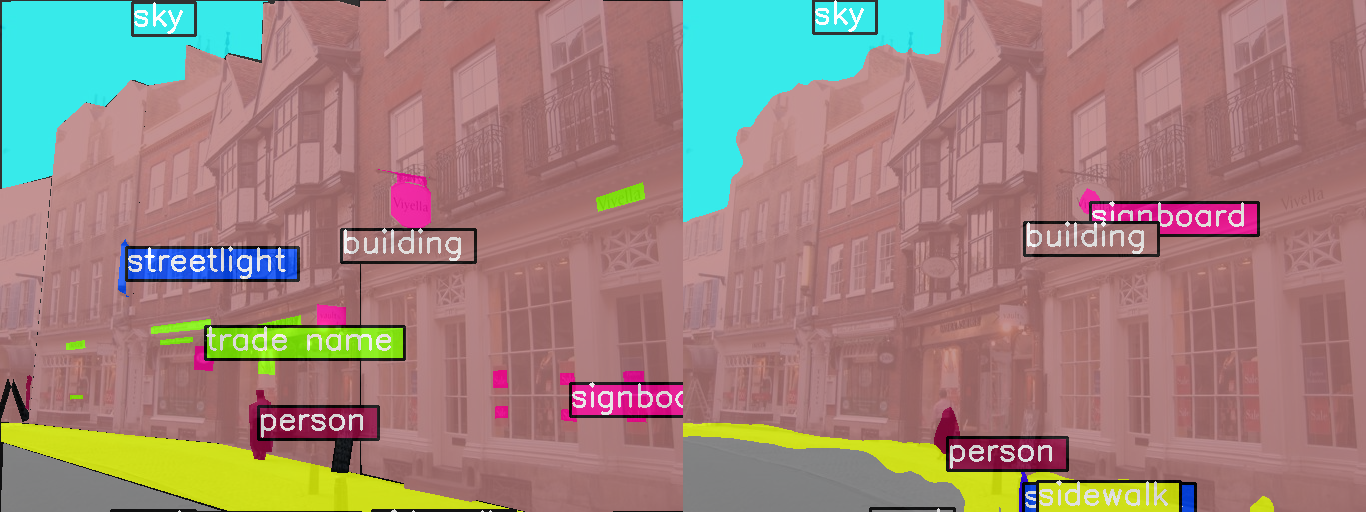 sky
sky
Vivella
Vivella
signboard
building
building
streetlight
trade name
signboa
person
person
sidewalk